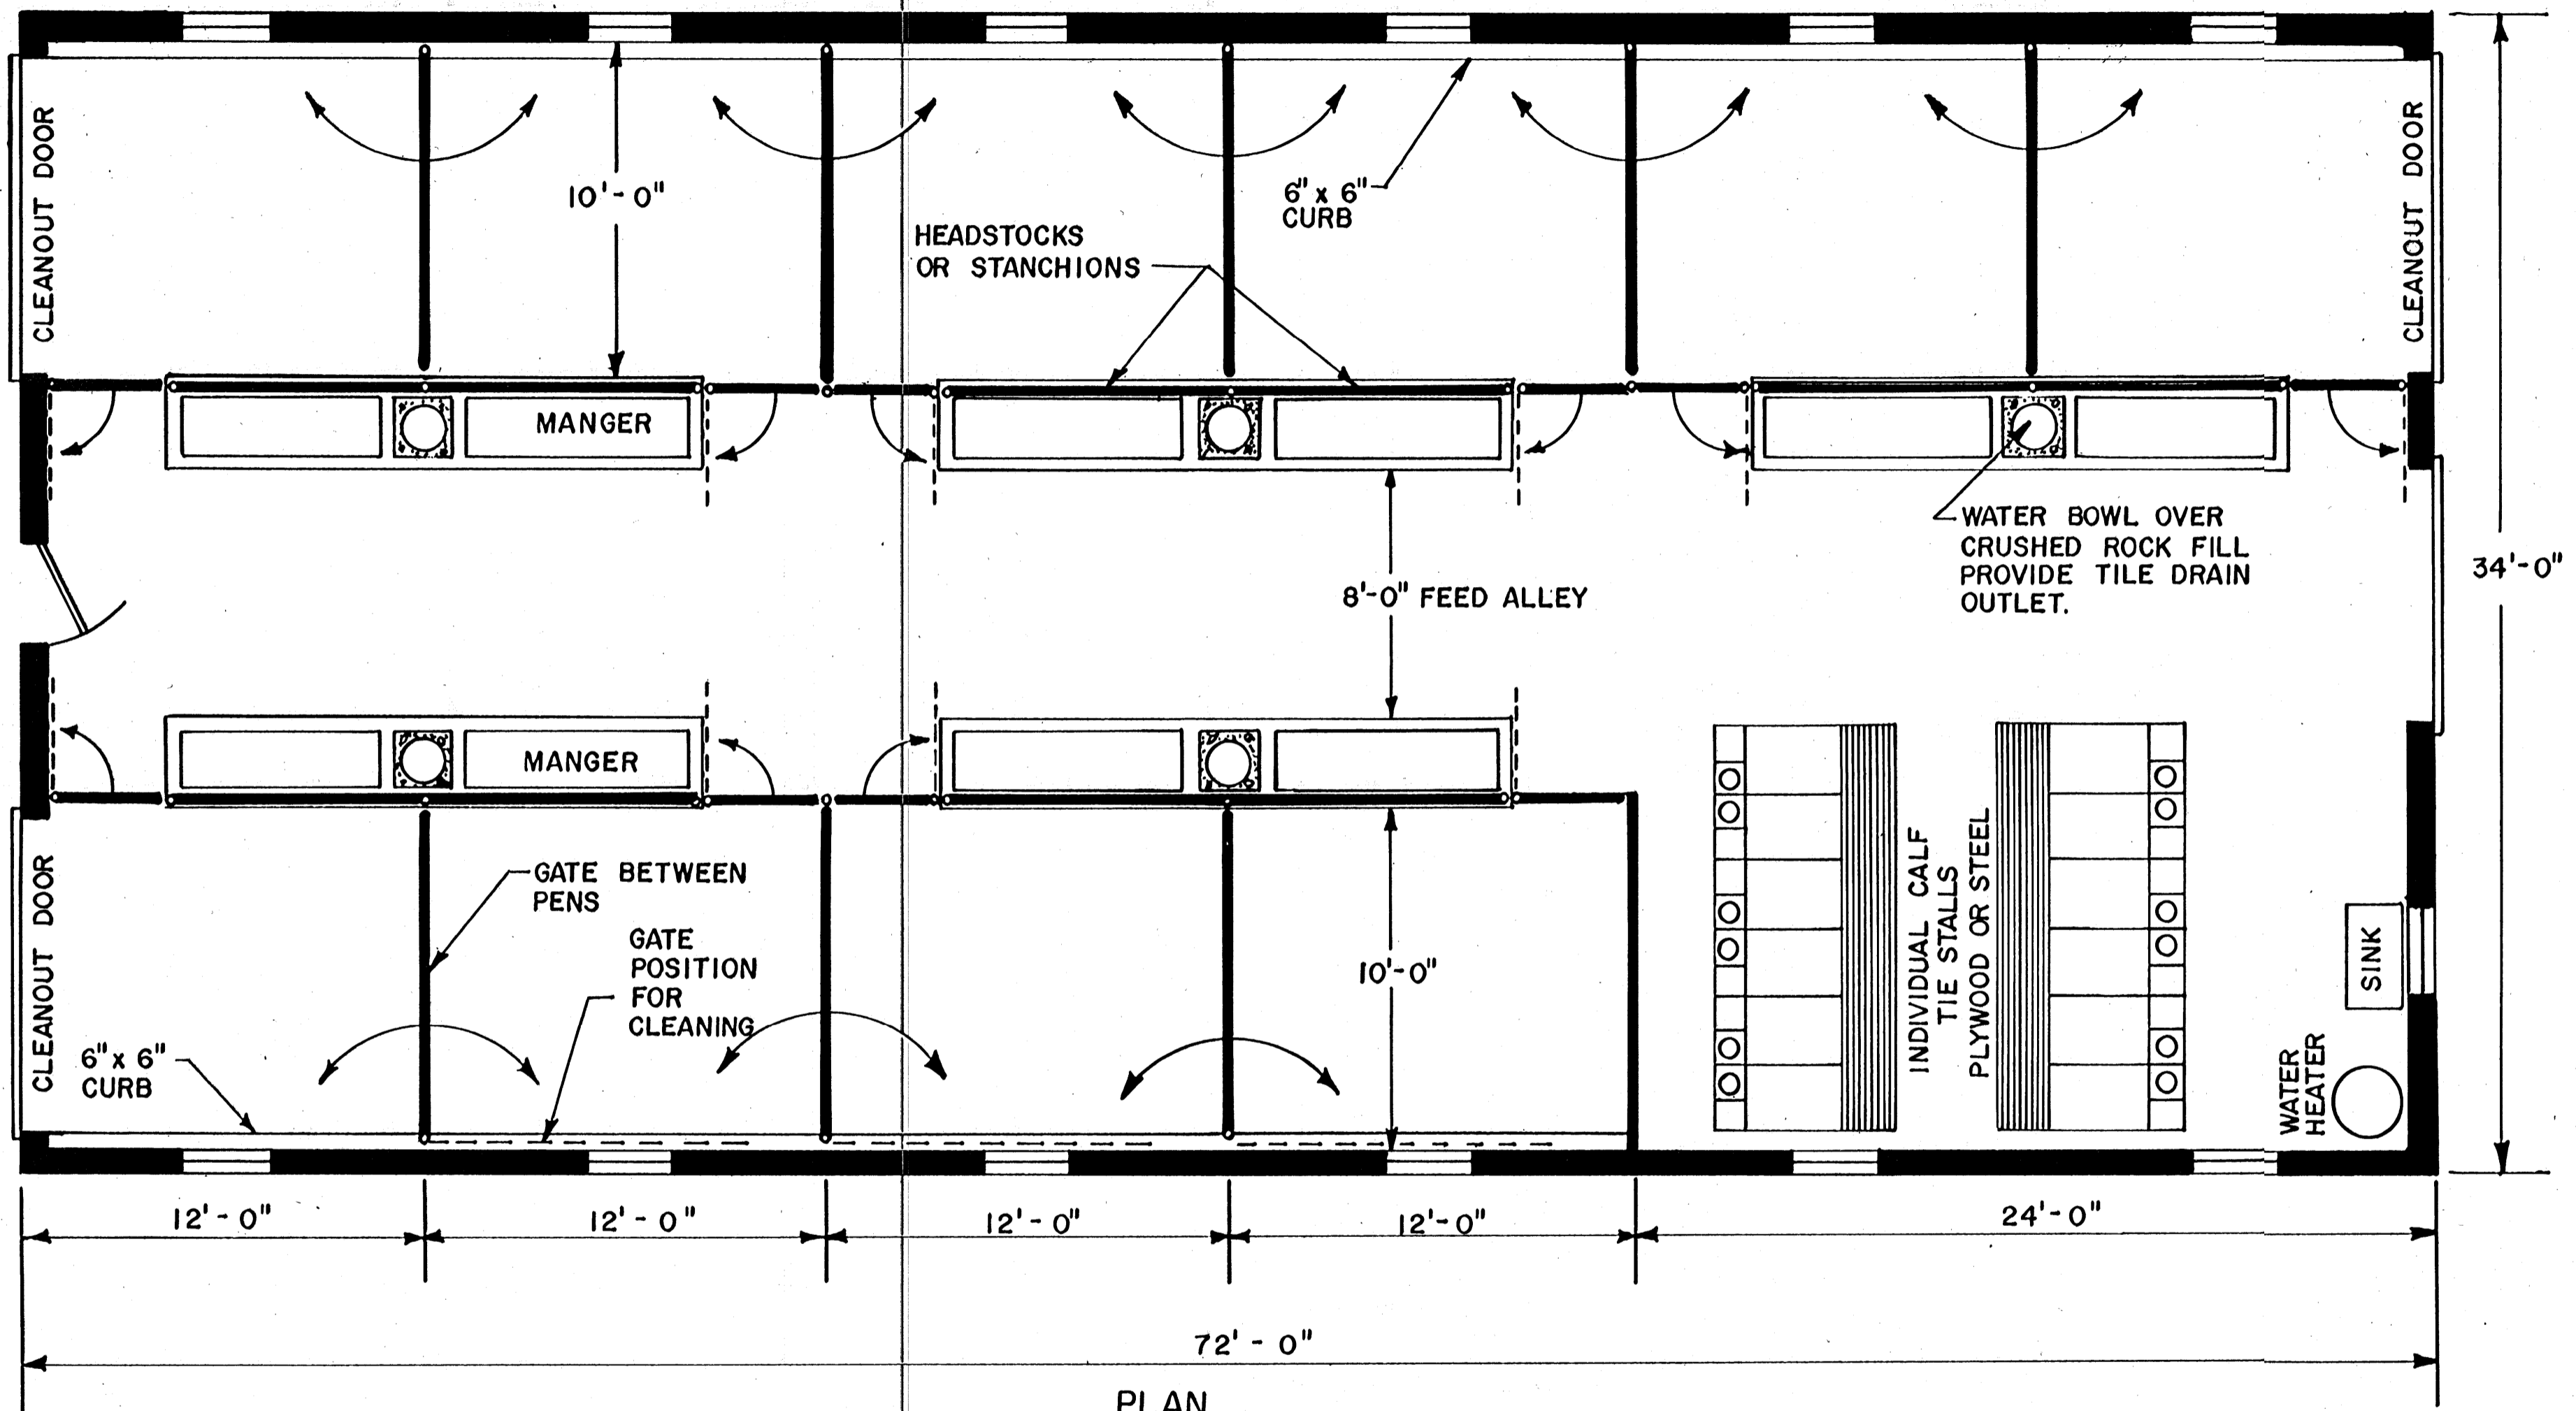 CLEANOUT DOOR
10'-0"
6" x 6"
CURB
HEADSTOCKS
OR STANCHIONS
CLEANOUT DOOR
MANGER
WATER BOWL OVER
CRUSHED ROCK FILL
PROVIDE TILE DRAIN
OUTLET.
8'-0" FEED ALLEY
34'-0"
MANGER
CLEANOUT DOOR
GATE BETWEEN
PENS
GATE
POSITION
FOR
CLEANING
6" x 6"
CURB
10'-0"
INDIVIDUAL CALF
TIE STALLS
PLYWOOD OR STEEL
SINK
WATER
HEATER
12'-0"
12'-0"
12'-0"
12'-0"
24'-0"
72'-0"
PLAN